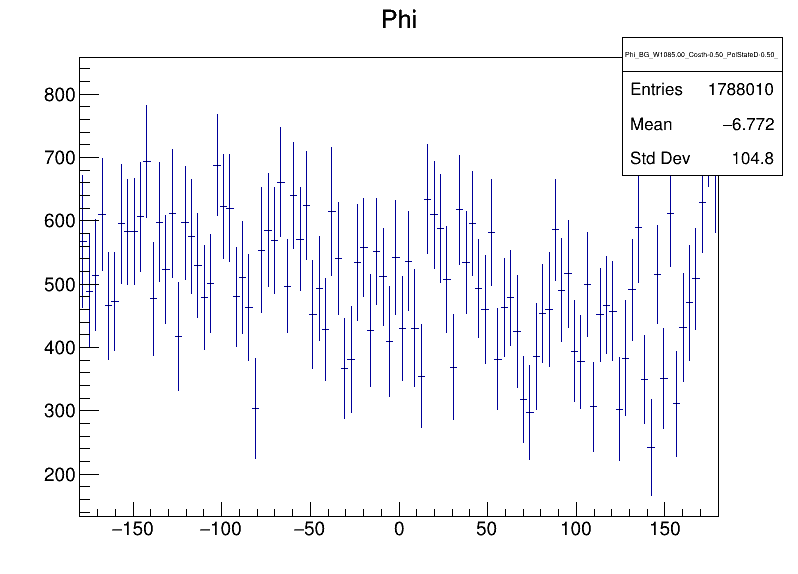 Phi
Phi_BG_W1085.00_Costh-0.50_PolStateD-0.50_
Entries 1788010
Mean −6.772
Std Dev 104.8
800
700
600
500
400
300
200
−150 −100 −50 0 50 100 150